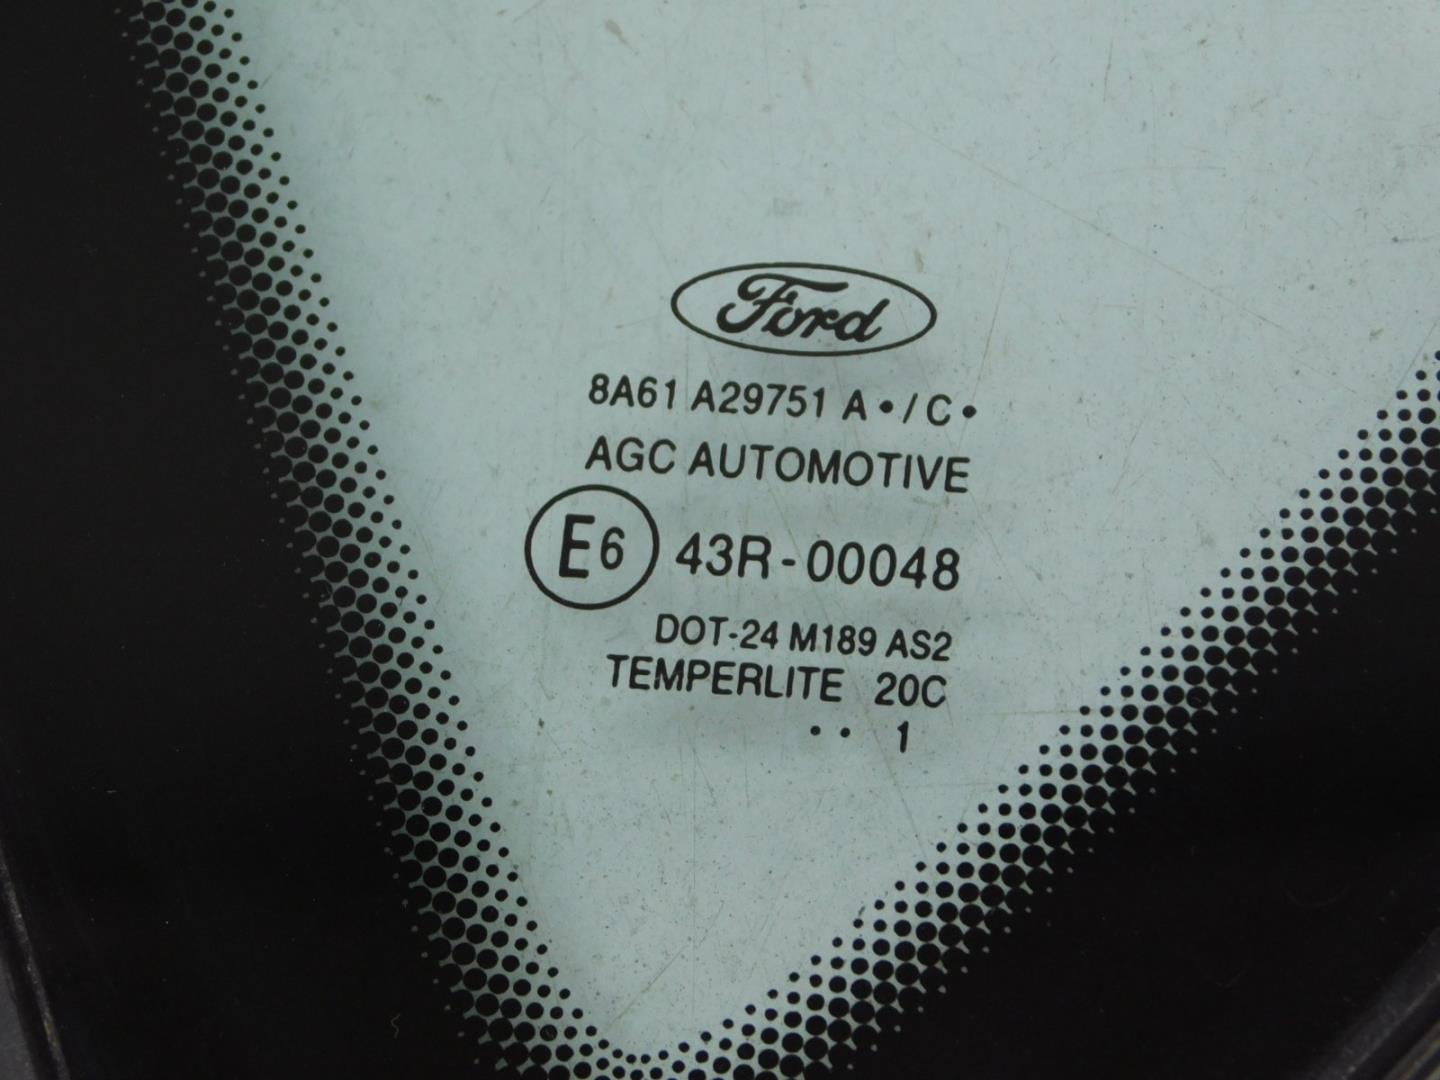 Ford
8A61 A29751 A•/C•
AGC AUTOMOTIVE
E6 43R-00048
DOT-24 M189 AS2
TEMPERLITE 20C
•• 1